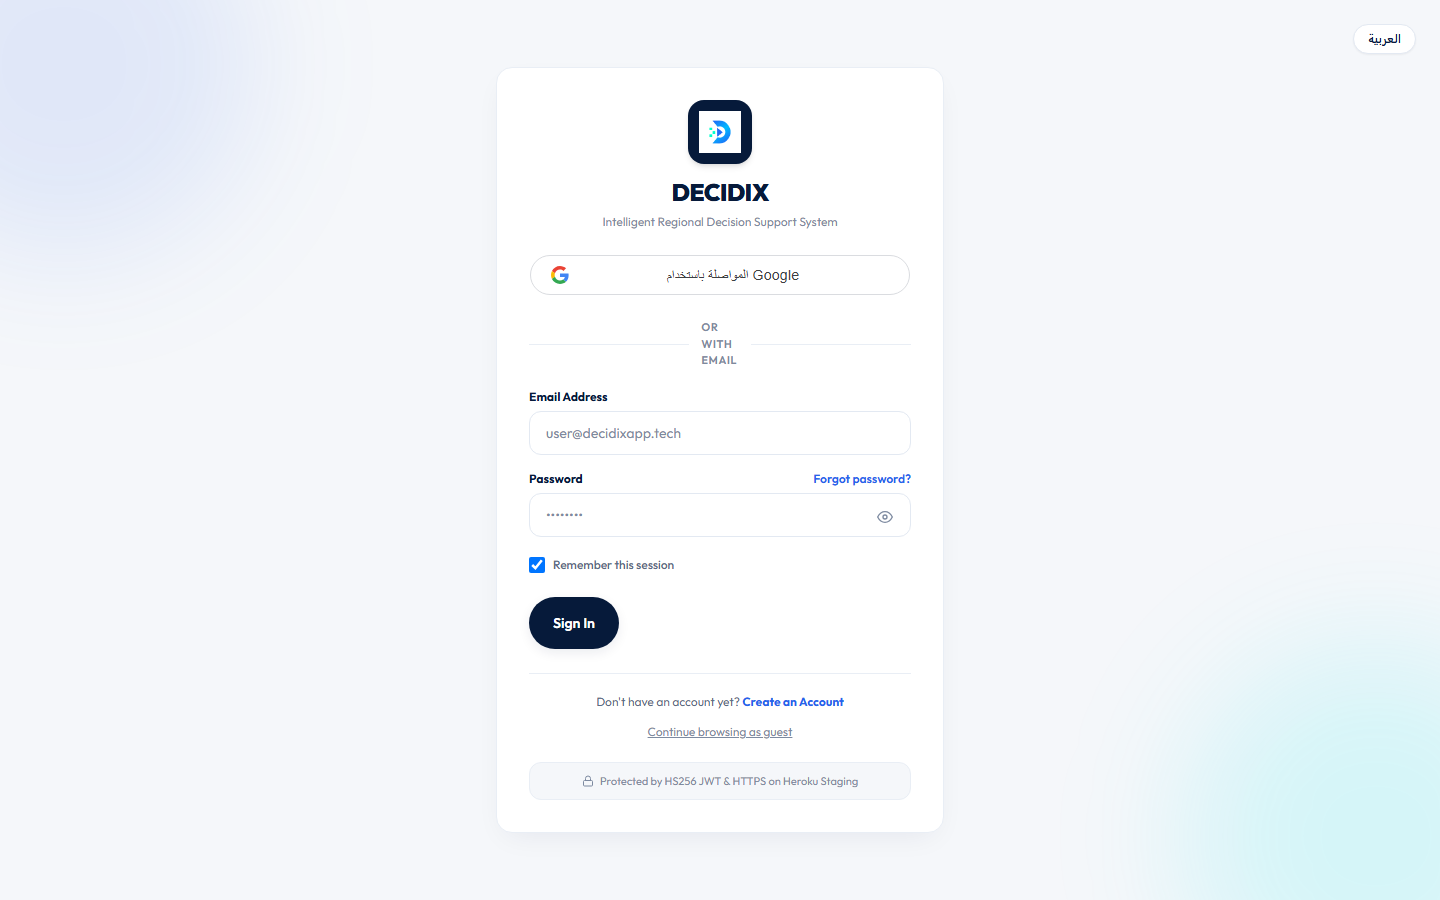 العربية
DECIDIX
Intelligent Regional Decision Support System
المواصلة باستخدام Google
OR
WITH
EMAIL
Email Address
user@decidixapp.tech
Password
Forgot password?
••••••••
Remember this session
Sign In
Don't have an account yet? Create an Account
Continue browsing as guest
Protected by HS256 JWT & HTTPS on Heroku Staging